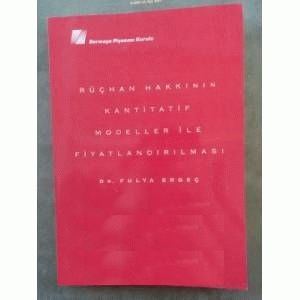 Sermaye Piyasası Kurulu
RÜÇHAN HAKKININ
KANTİTATİF
MODELLER İLE
FİYATLANDIRILMASI
DR. FULYA ERGEÇ